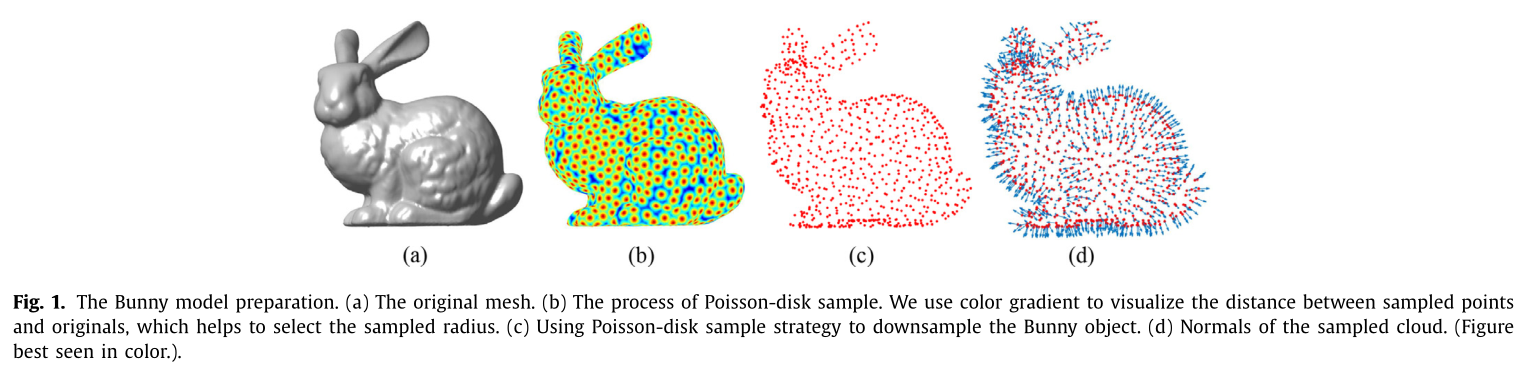 (a) (b) (c) (d)
Fig. 1. The Bunny model preparation. (a) The original mesh. (b) The process of Poisson-disk sample. We use color gradient to visualize the distance between sampled points
and originals, which helps to select the sampled radius. (c) Using Poisson-disk sample strategy to downsample the Bunny object. (d) Normals of the sampled cloud. (Figure
best seen in color.).